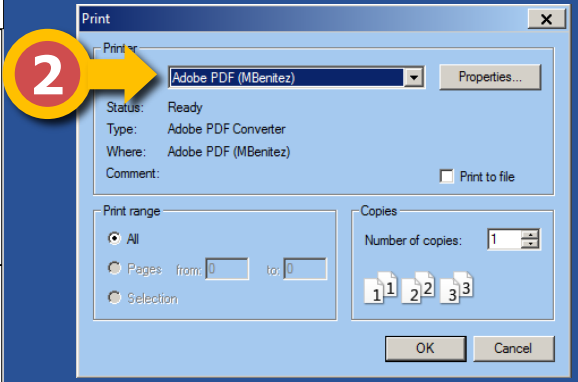 Print
Printer
2
Adobe PDF (MBenitez)
Properties...
Status: Ready
Type: Adobe PDF Converter
Where: Adobe PDF (MBenitez)
Comment:
Print to file
Print range
All
Pages from: 0 to: 0
Selection
Copies
Number of copies: 1
1 1 2 2 3 3
OK Cancel